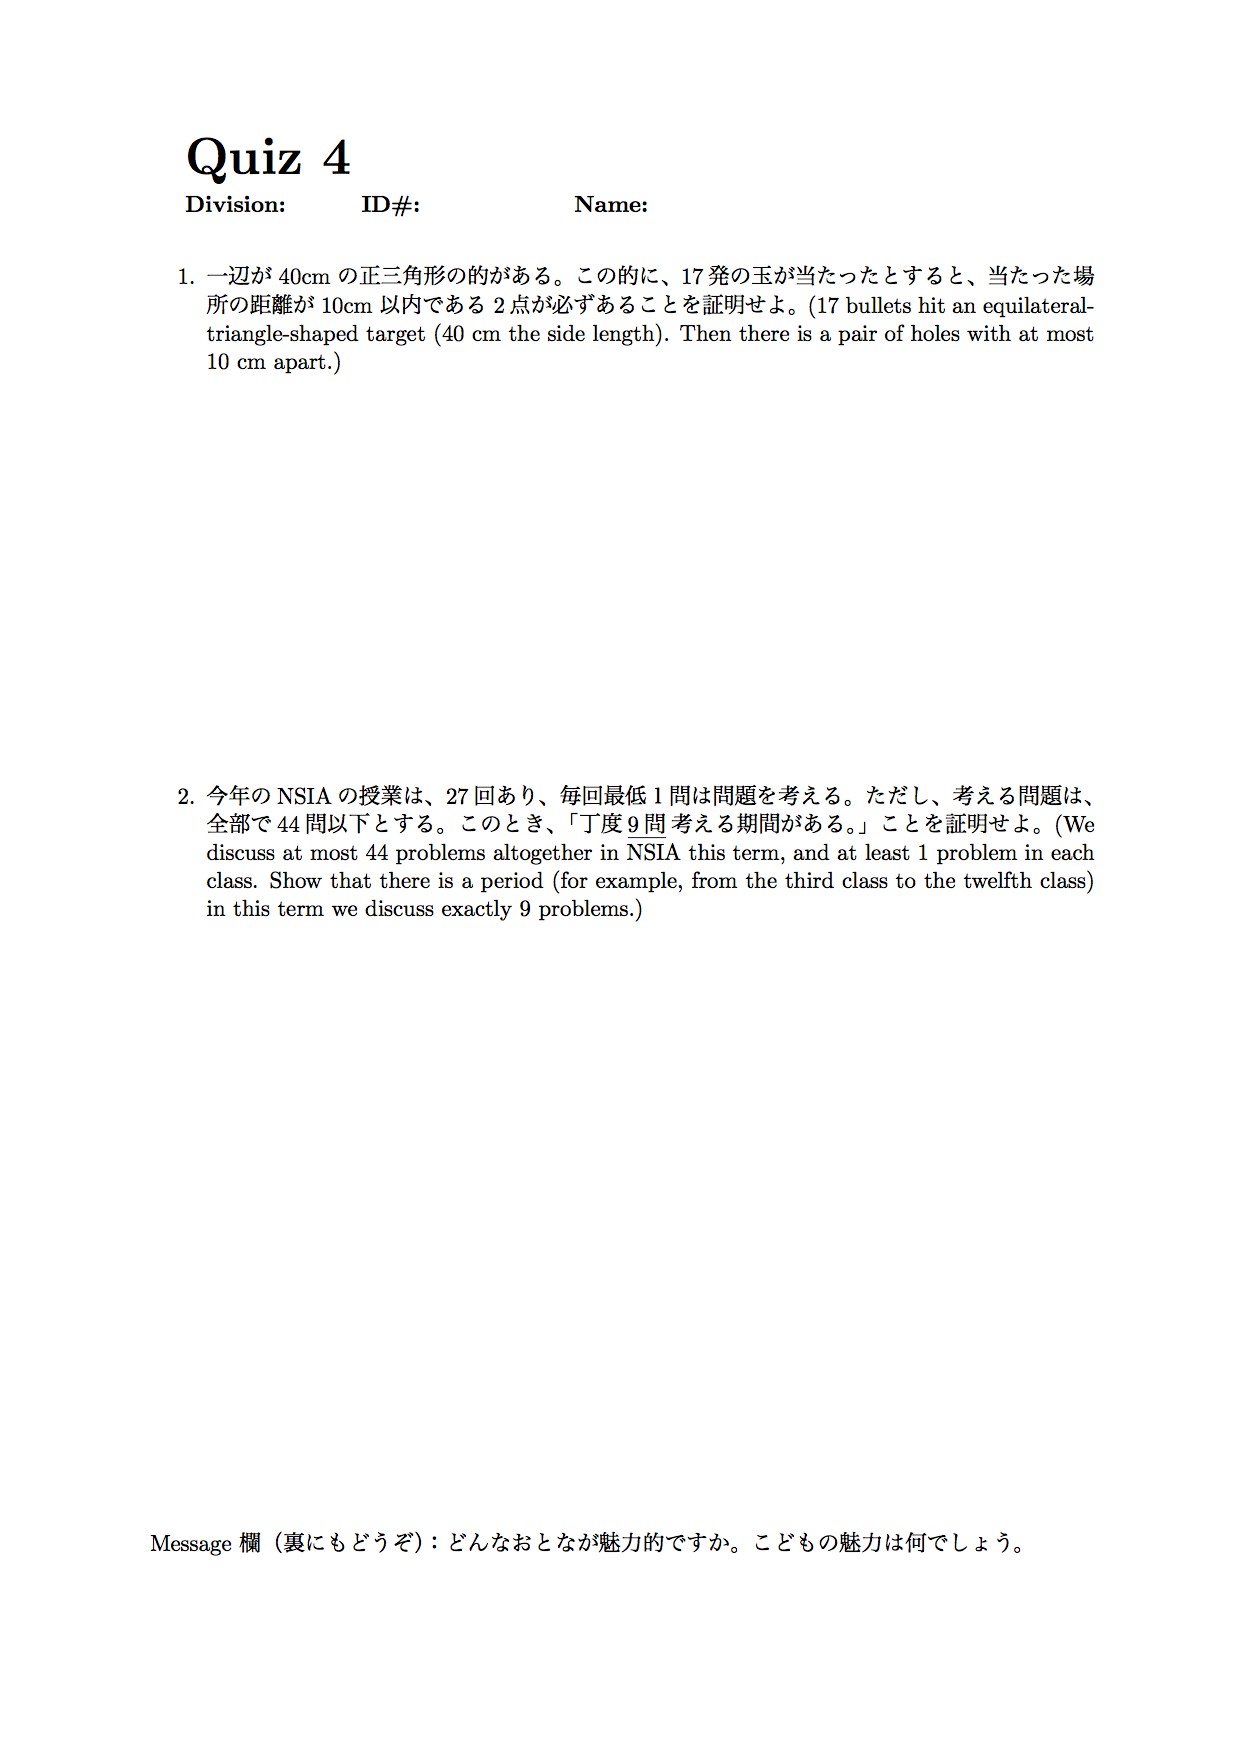 Quiz 4
Division: ID#: Name:
1. 一辺が 40cm の正三角形の的がある。この的に、17 発の玉が当たったとすると、当たった場
所の距離が 10cm 以内である 2 点が必ずあることを証明せよ。(17 bullets hit an equilateral-
triangle-shaped target (40 cm the side length). Then there is a pair of holes with at most
10 cm apart.)
2. 今年の NSIA の授業は、27 回あり、毎回最低 1 問は問題を考える。ただし、考える問題は、
全部で 44 問以下とする。このとき、「丁度 9 問 考える期間がある。」ことを証明せよ。(We
discuss at most 44 problems altogether in NSIA this term, and at least 1 problem in each
class. Show that there is a period (for example, from the third class to the twelfth class)
in this term we discuss exactly 9 problems.)
Message 欄（裏にもどうぞ）：どんなおとなが魅力的ですか。こどもの魅力は何でしょう。